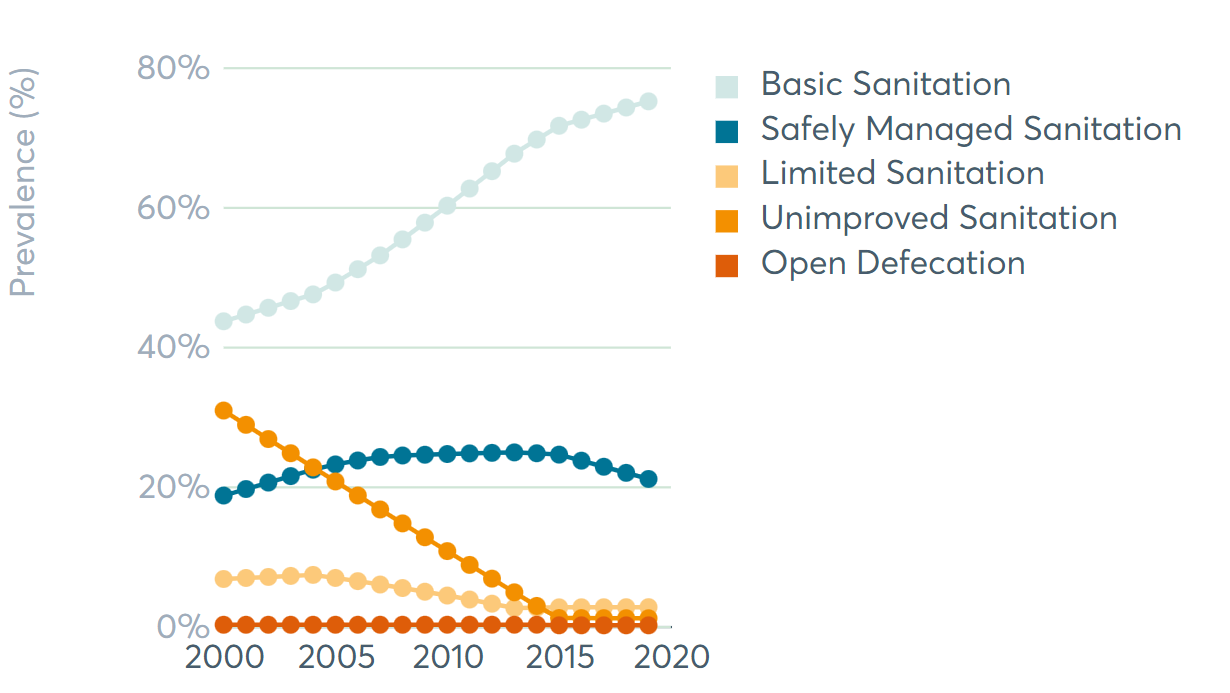 Prevalence (%)
80%
60%
40%
20%
0%
2000 2005 2010 2015 2020
Basic Sanitation
Safely Managed Sanitation
Limited Sanitation
Unimproved Sanitation
Open Defecation